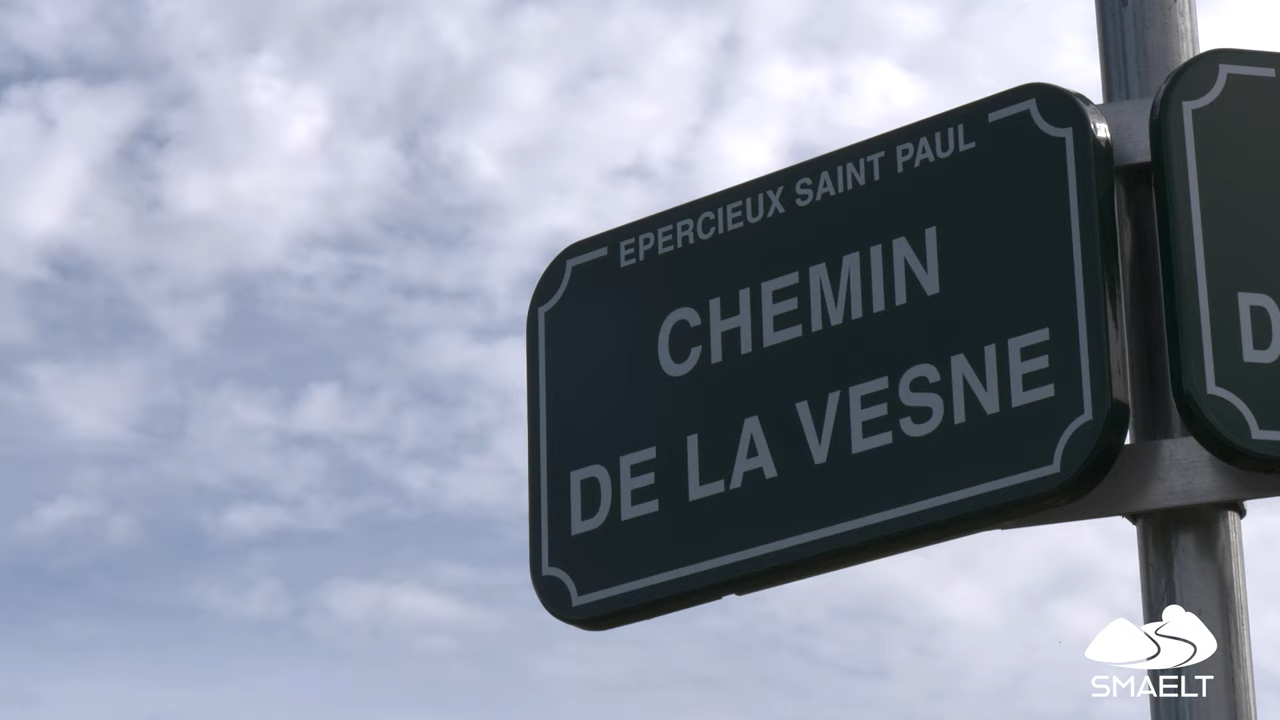 EPERCIEUX SAINT PAUL
CHEMIN
DE LA VESNE
D
SMAELT